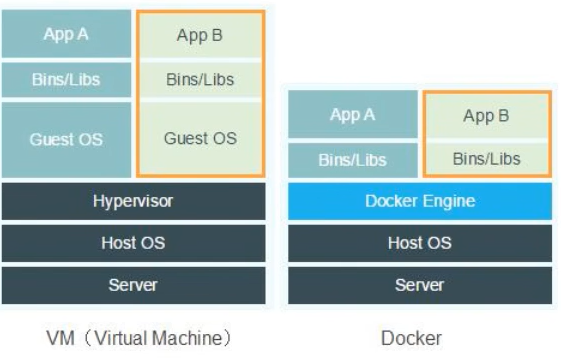 App A
App B
Bins/Libs
Bins/Libs
Guest OS
Guest OS
Hypervisor
Host OS
Server
VM（Virtual Machine）
App A
App B
Bins/Libs
Bins/Libs
Docker Engine
Host OS
Server
Docker